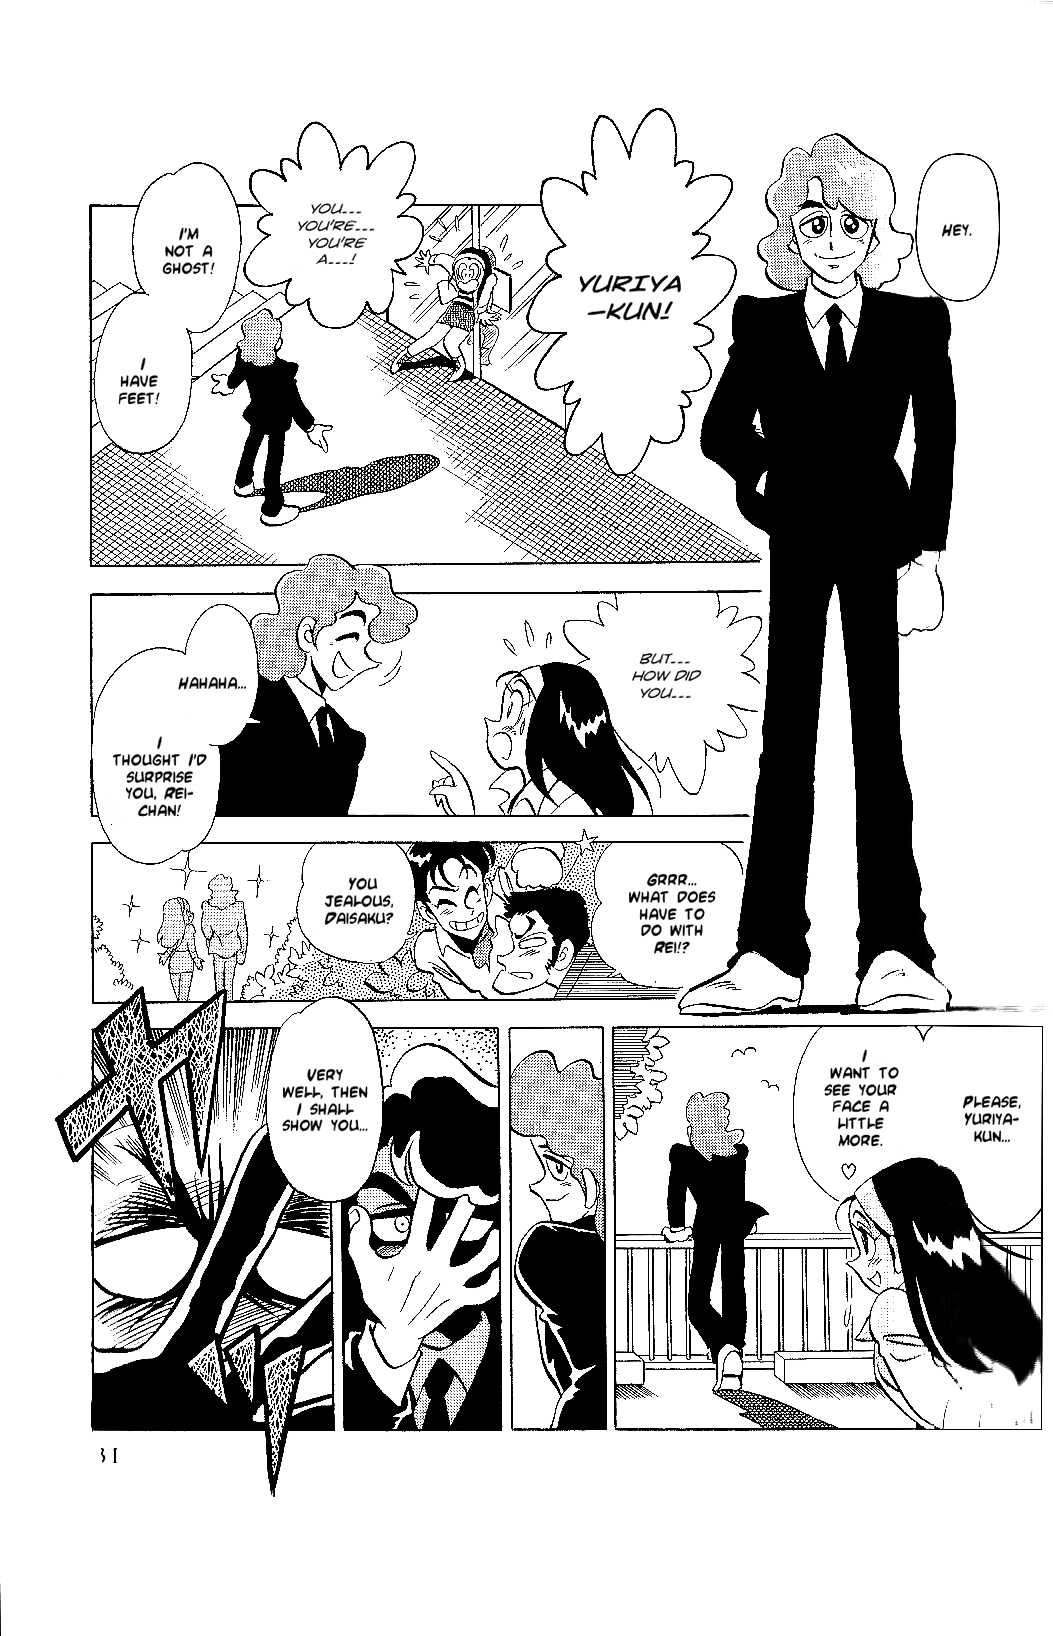 HEY.
YURIYA
-KUN!
YOU...
YOU'RE...
YOU'RE
A...!
I'M
NOT A
GHOST!
I
HAVE
FEET!
BUT...
HOW DID
YOU...
HAHAHA...
I
THOUGHT I'D
SURPRISE
YOU, REI-
CHAN!
GRRR...
WHAT DOES
HAVE TO
DO WITH
REI!?
YOU
JEALOUS,
DAISAKU?
PLEASE,
YURIYA-
KUN...
I
WANT TO
SEE YOUR
FACE A
LITTLE
MORE.
VERY
WELL, THEN
I SHALL
SHOW YOU...
31